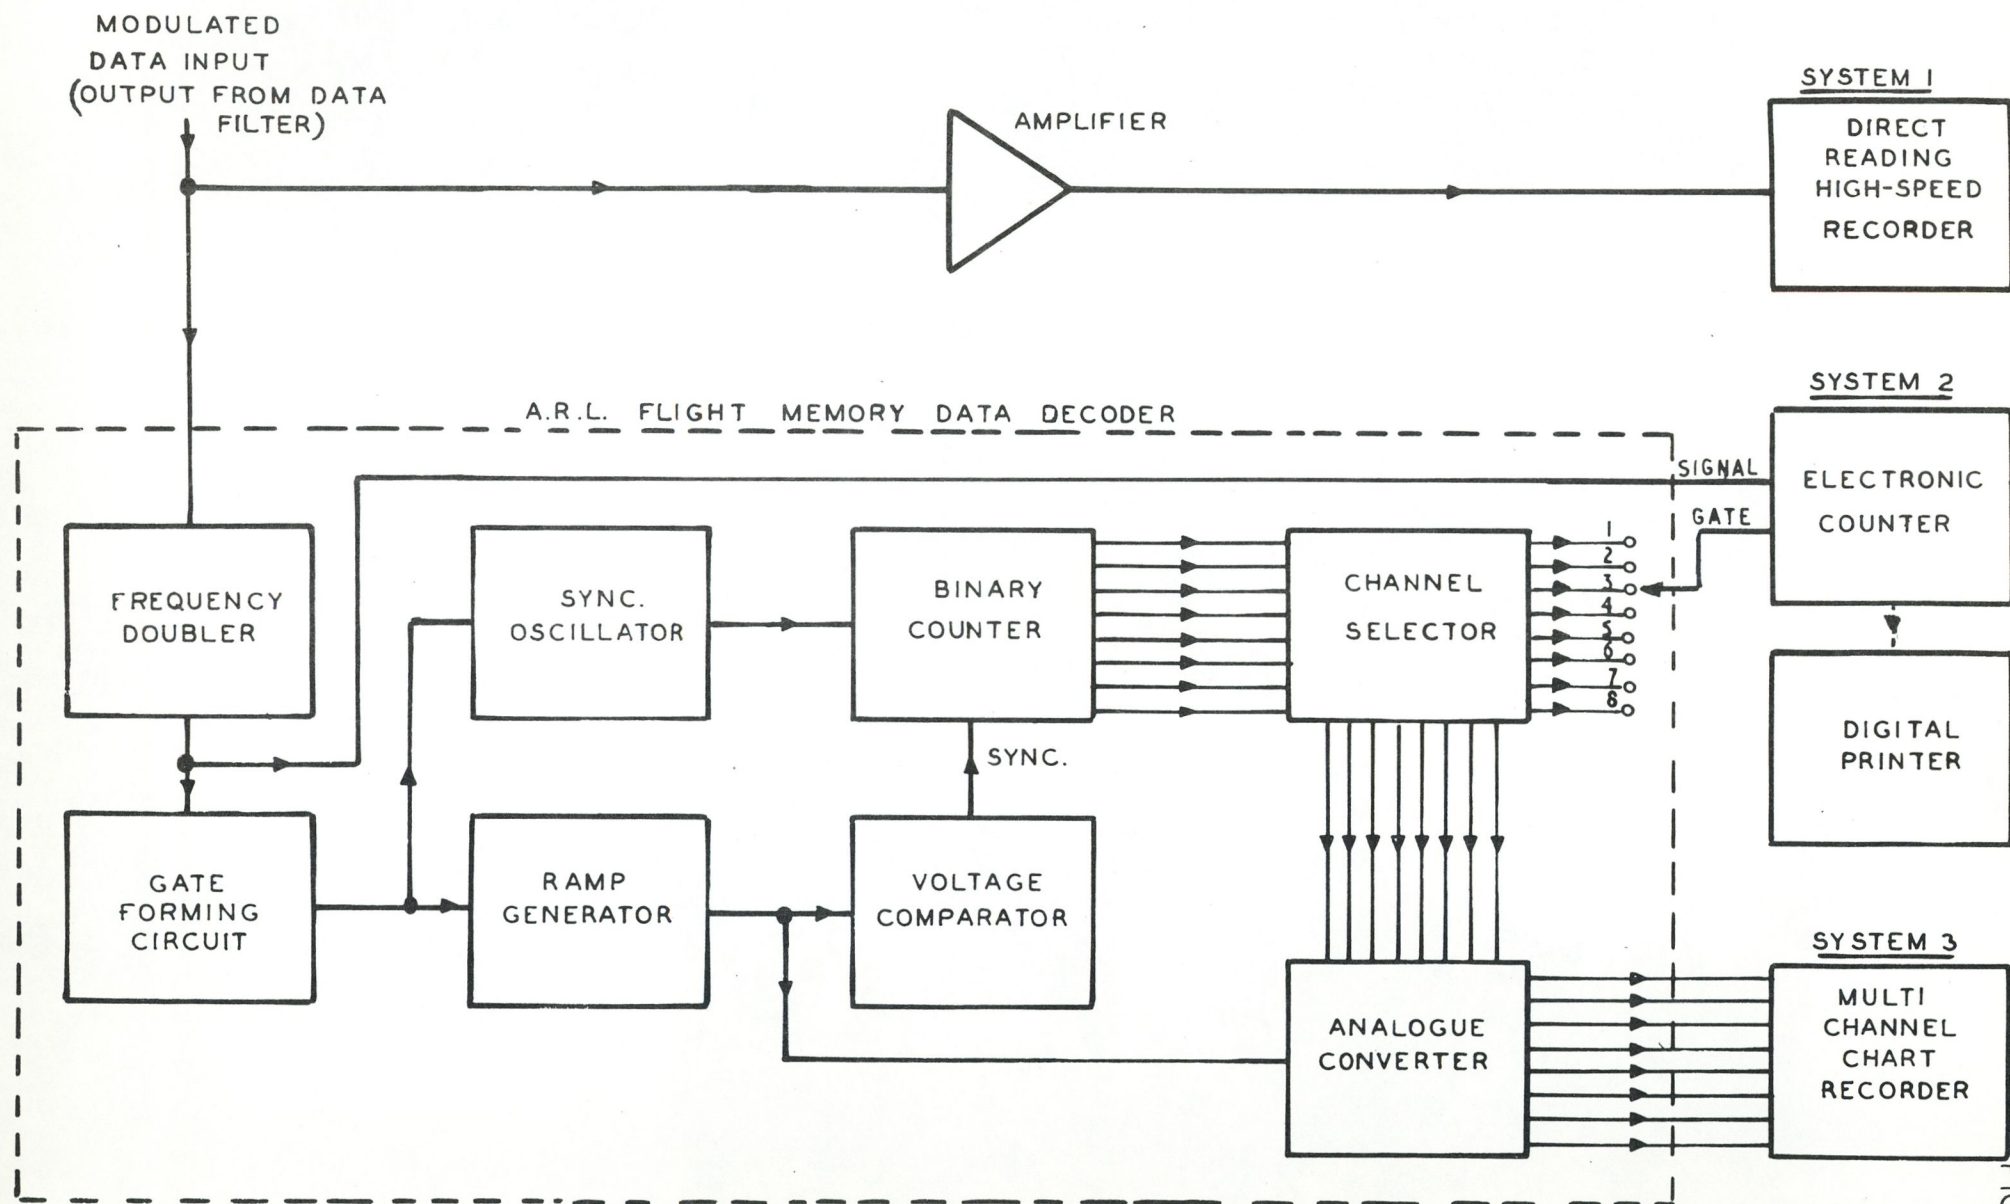 MODULATED
DATA INPUT
(OUTPUT FROM DATA
FILTER)
AMPLIFIER
SYSTEM 1
DIRECT
READING
HIGH-SPEED
RECORDER
A.R.L. FLIGHT MEMORY DATA DECODER
SYSTEM 2
SIGNAL
GATE
ELECTRONIC
COUNTER
FREQUENCY
DOUBLER
SYNC.
OSCILLATOR
BINARY
COUNTER
CHANNEL
SELECTOR
1
2
3
4
5
6
7
8
DIGITAL
PRINTER
SYNC.
GATE
FORMING
CIRCUIT
RAMP
GENERATOR
VOLTAGE
COMPARATOR
ANALOGUE
CONVERTER
SYSTEM 3
MULTI
CHANNEL
CHART
RECORDER